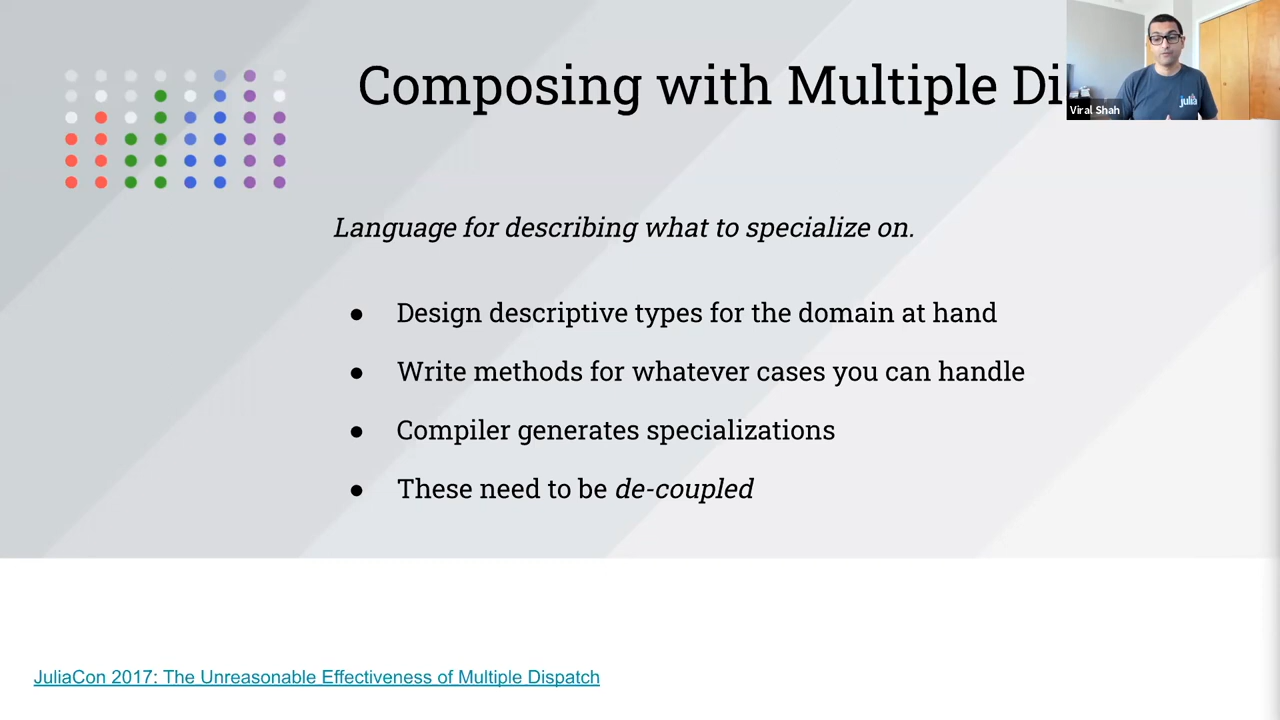 Composing with Multiple Di
Viral Shah
julia
Language for describing what to specialize on.
● Design descriptive types for the domain at hand
● Write methods for whatever cases you can handle
● Compiler generates specializations
● These need to be de-coupled
JuliaCon 2017: The Unreasonable Effectiveness of Multiple Dispatch